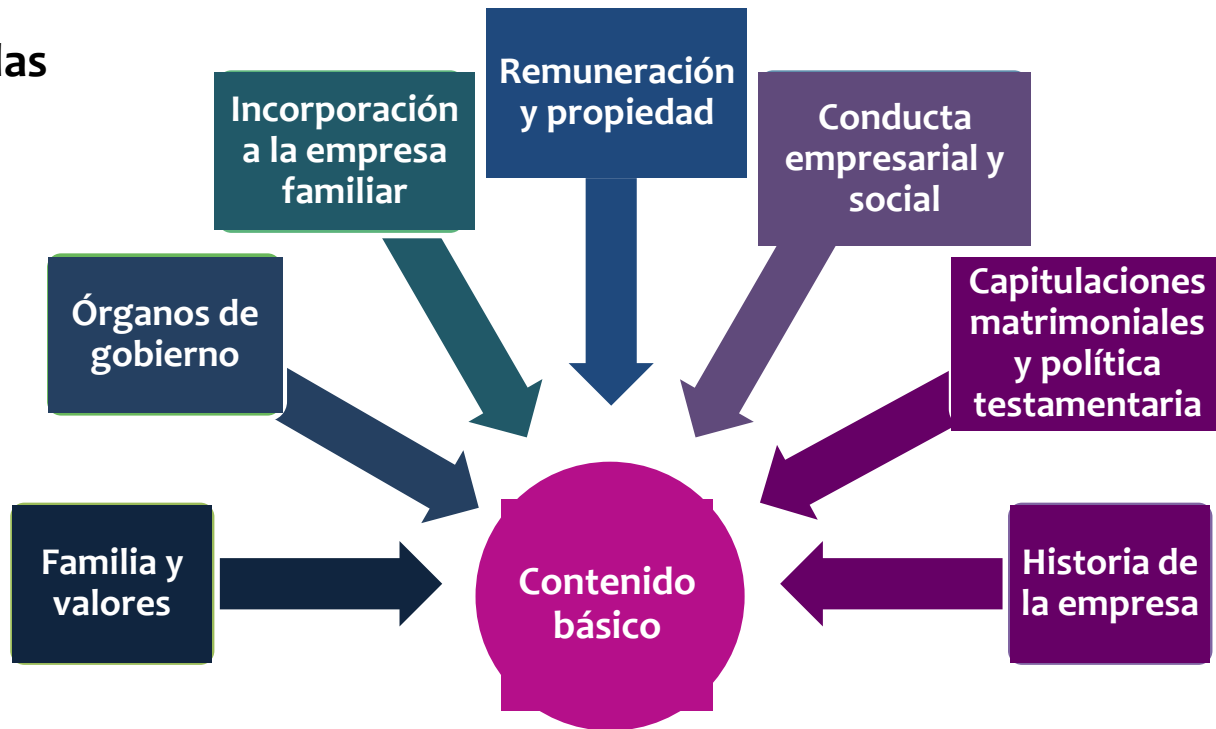 Remuneración
y propiedad
Incorporación
a la empresa
familiar
Conducta
empresarial y
social
Órganos de
gobierno
Capitulaciones
matrimoniales
y política
testamentaria
Familia y
valores
Contenido
básico
Historia de
la empresa